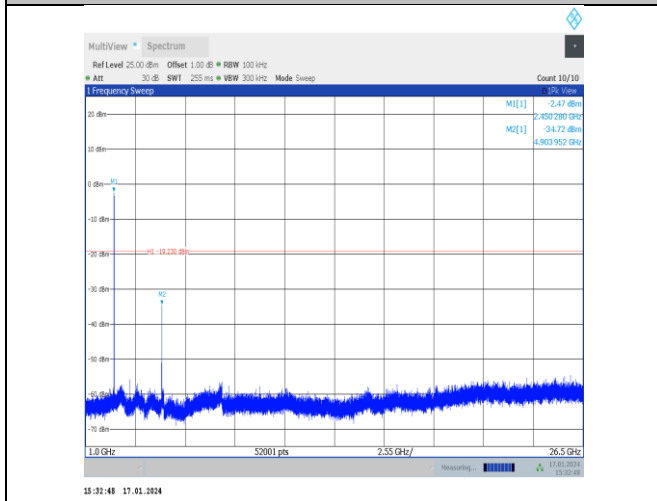 MultiView Spectrum
Ref Level 25.00 dBm Offset 1.00 dB RBW 100 kHz
Att 30 dB SWT 255 ms VBW 300 kHz Mode Sweep Count 10/10
1 Frequency Sweep 1Pk View
M1[1] -2.47 dBm
2.450 280 GHz
M2[1] -34.72 dBm
4.903 952 GHz
20 dBm
10 dBm
0 dBm
M1
-10 dBm
-20 dBm
H1 -19.230 dBm
-30 dBm
M2
-40 dBm
-50 dBm
-60 dBm
-70 dBm
1.0 GHz 52001 pts 2.55 GHz/ 26.5 GHz
Measuring... 17.01.2024
15:32:48
15:32:48 17.01.2024